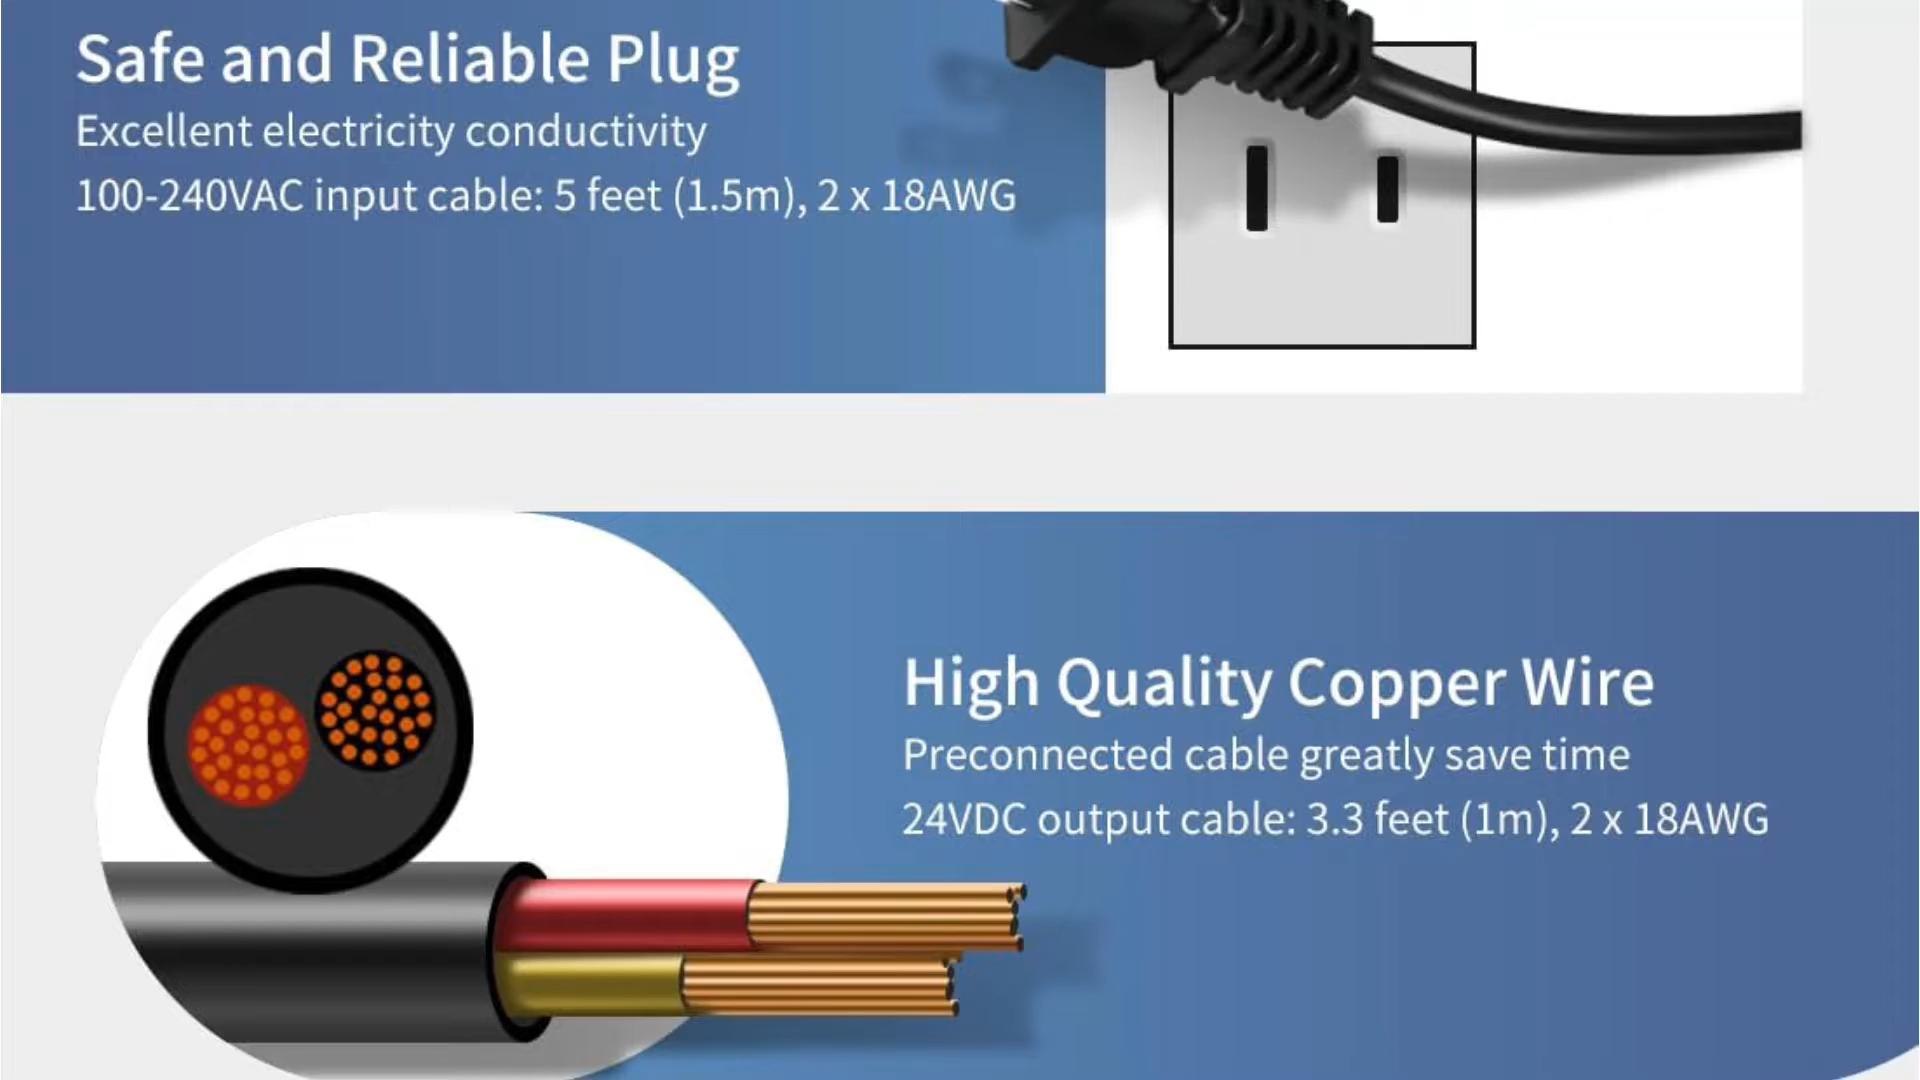 Safe and Reliable Plug
Excellent electricity conductivity
100-240VAC input cable: 5 feet (1.5m), 2 x 18AWG
High Quality Copper Wire
Preconnected cable greatly save time
24VDC output cable: 3.3 feet (1m), 2 x 18AWG